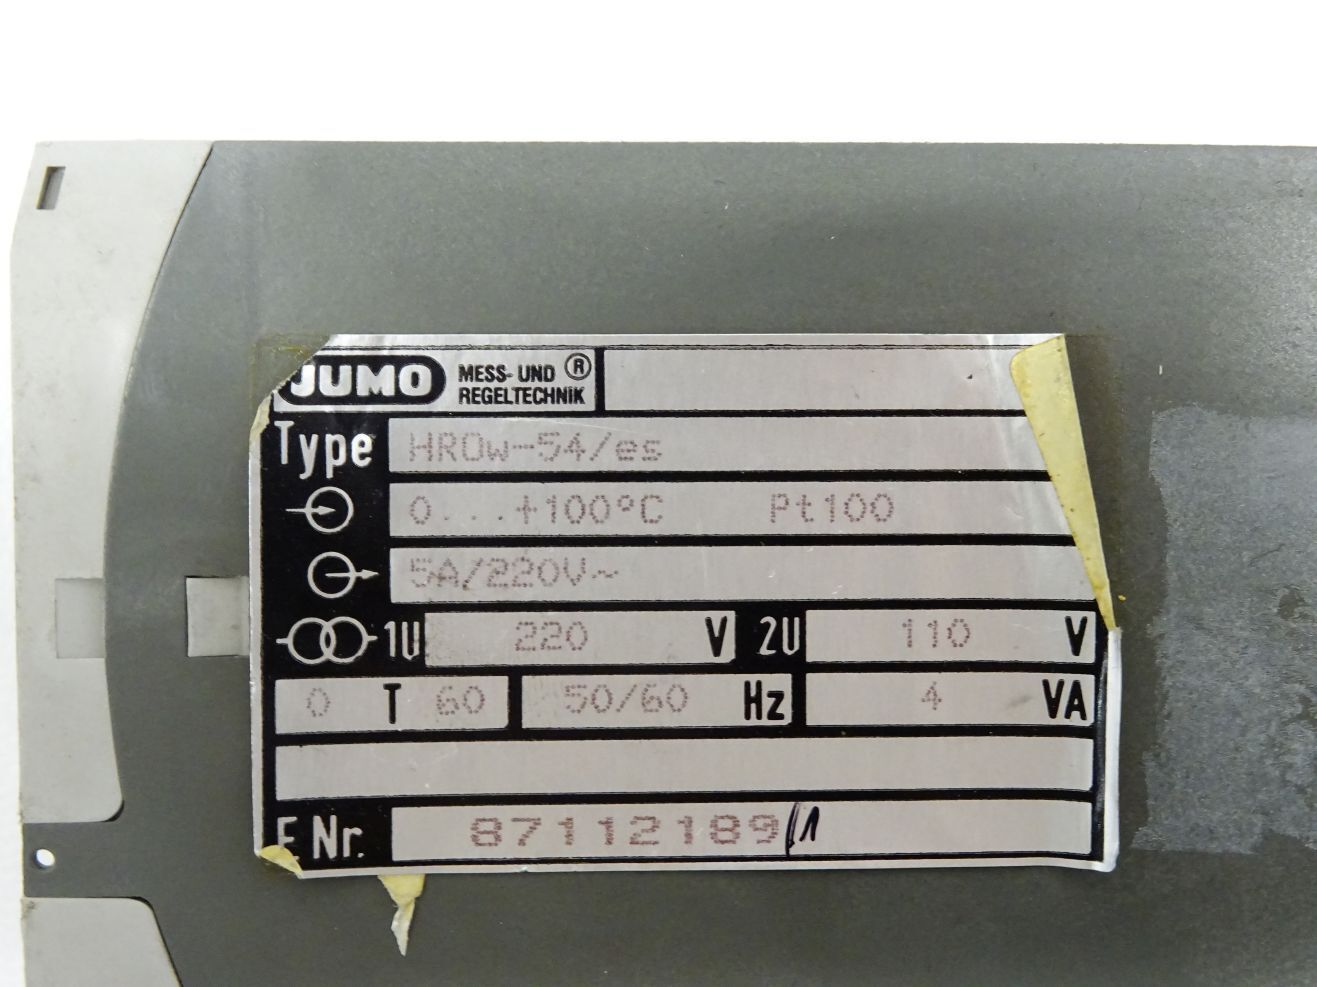 JUMO MESS- UND ®
REGELTECHNIK
Type HROw-54/es
0...+100°C Pt100
5A/220V~
1U 220 V 2U 110 V
0 T 60 50/60 Hz 4 VA
F Nr. 87112189/1